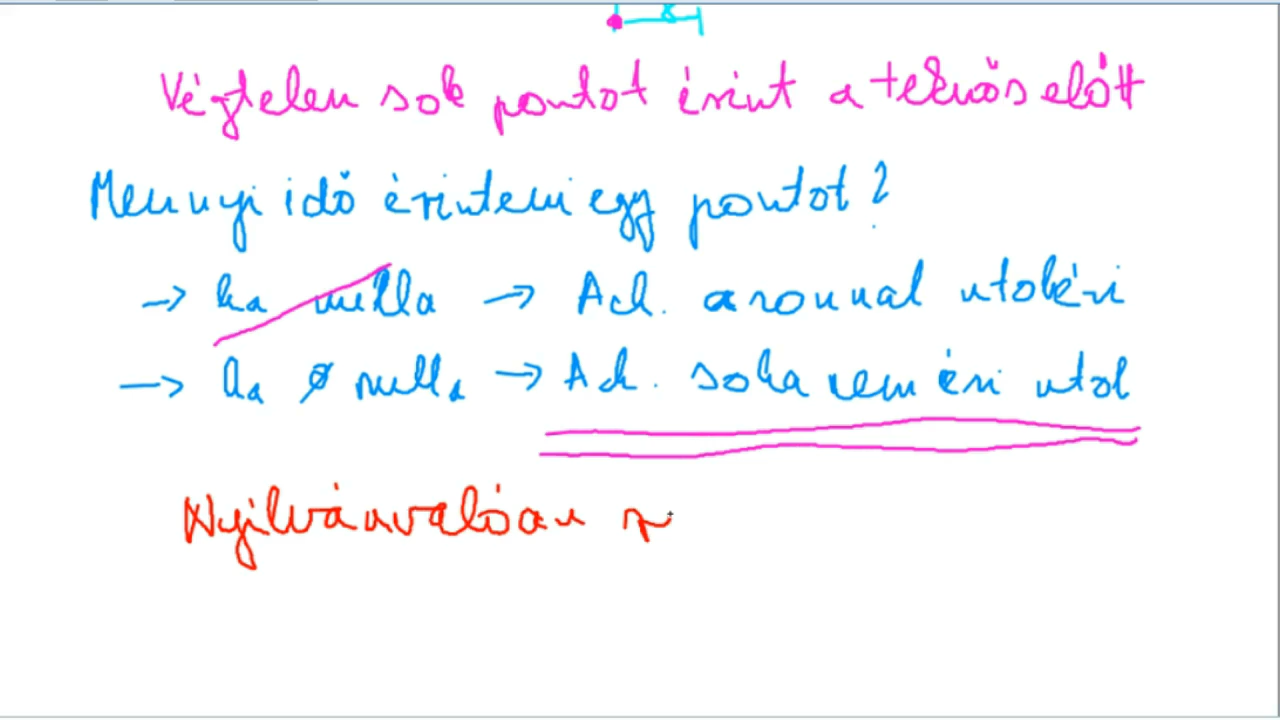 Végtelen sok pontot érint a teknős előtt
Mennyi idő érinteni egy pontot?
→ ha nulla → Ach. azonnal utoléri
→ ha ∅ nulla → Ach. soha nem éri utol
Nyilvánvalóan